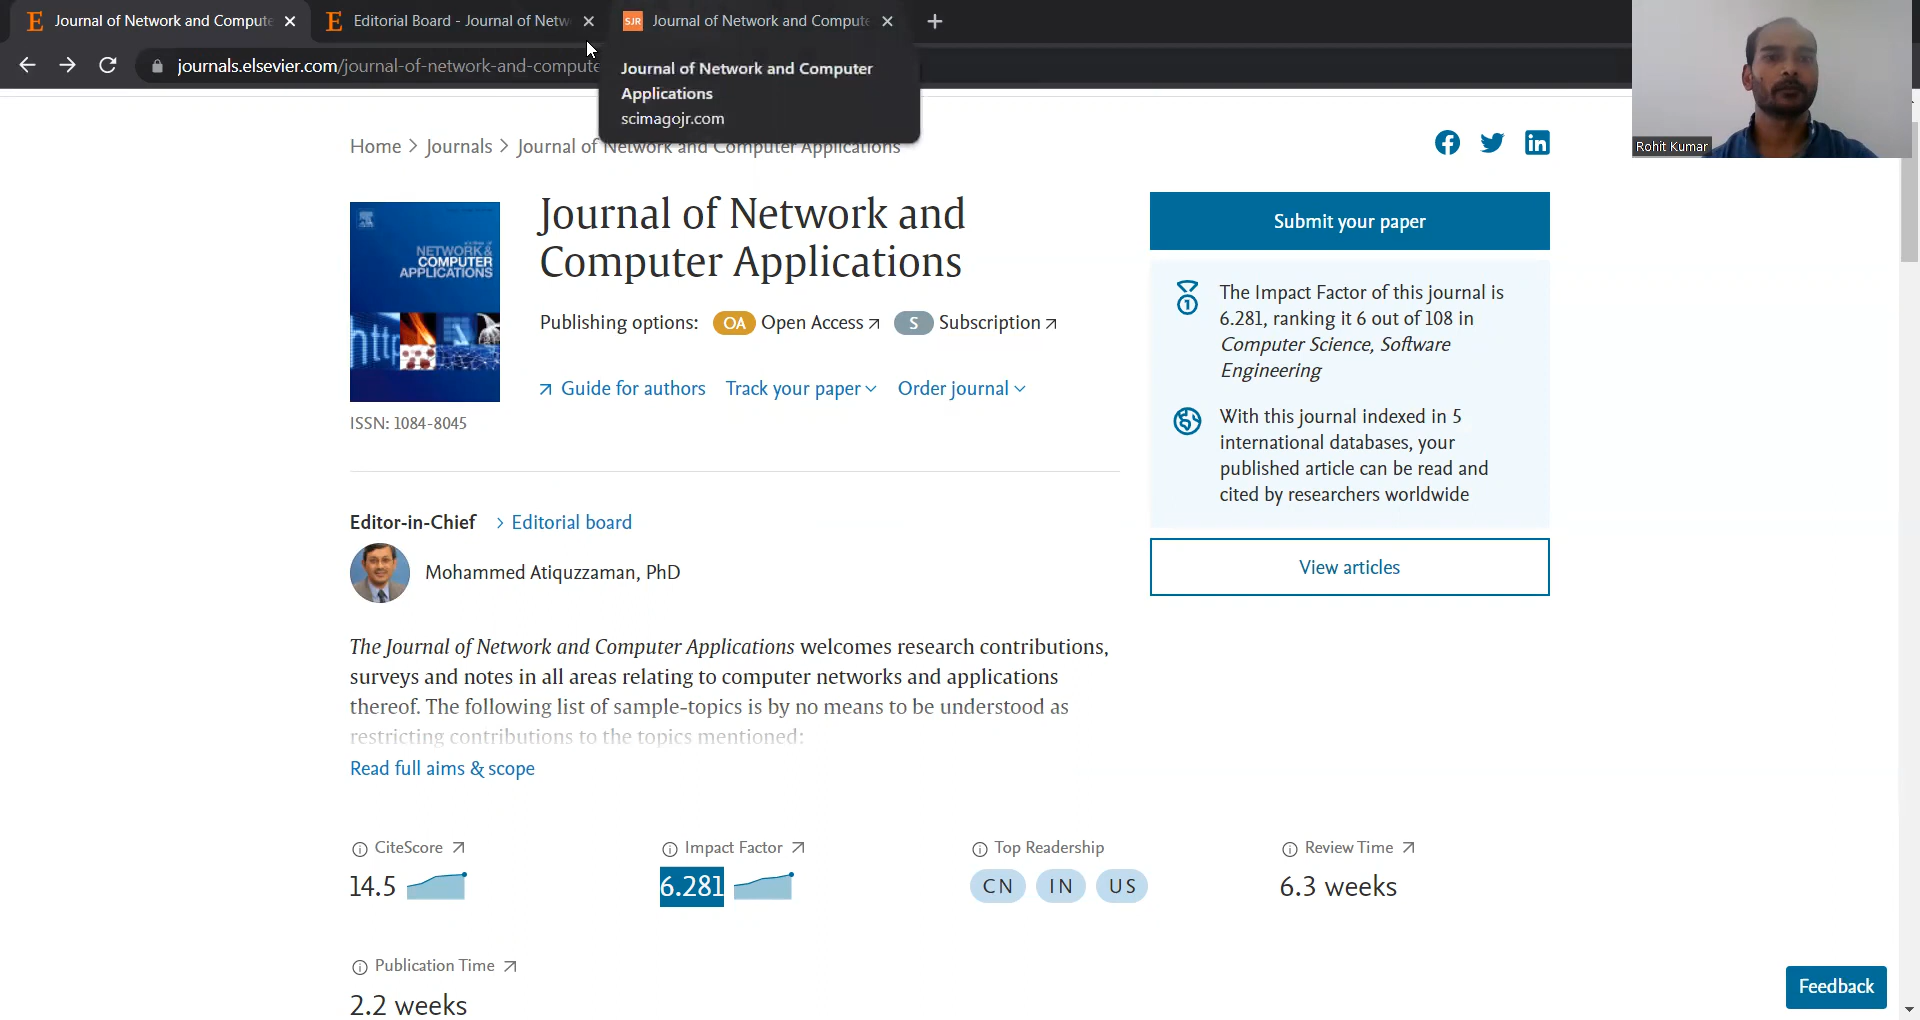 Journal of Network and Compute
Editorial Board - Journal of Netw
SJR Journal of Network and Compute
journals.elsevier.com/journal-of-network-and-compute
Journal of Network and Computer
Applications
scimagojr.com
Rohit Kumar
Home > Journals > Journal of Network and Computer Applications
NETWORK&
COMPUTER
APPLICATIONS
http
ISSN: 1084-8045
Journal of Network and
Computer Applications
Publishing options: OA Open Access S Subscription
Guide for authors Track your paper Order journal
Submit your paper
The Impact Factor of this journal is
6.281, ranking it 6 out of 108 in
Computer Science, Software
Engineering
With this journal indexed in 5
international databases, your
published article can be read and
cited by researchers worldwide
View articles
Editor-in-Chief > Editorial board
Mohammed Atiquzzaman, PhD
The Journal of Network and Computer Applications welcomes research contributions,
surveys and notes in all areas relating to computer networks and applications
thereof. The following list of sample-topics is by no means to be understood as
restricting contributions to the topics mentioned:
Read full aims & scope
CiteScore
14.5
Impact Factor
6.281
Top Readership
CN IN US
Review Time
6.3 weeks
Publication Time
2.2 weeks
Feedback